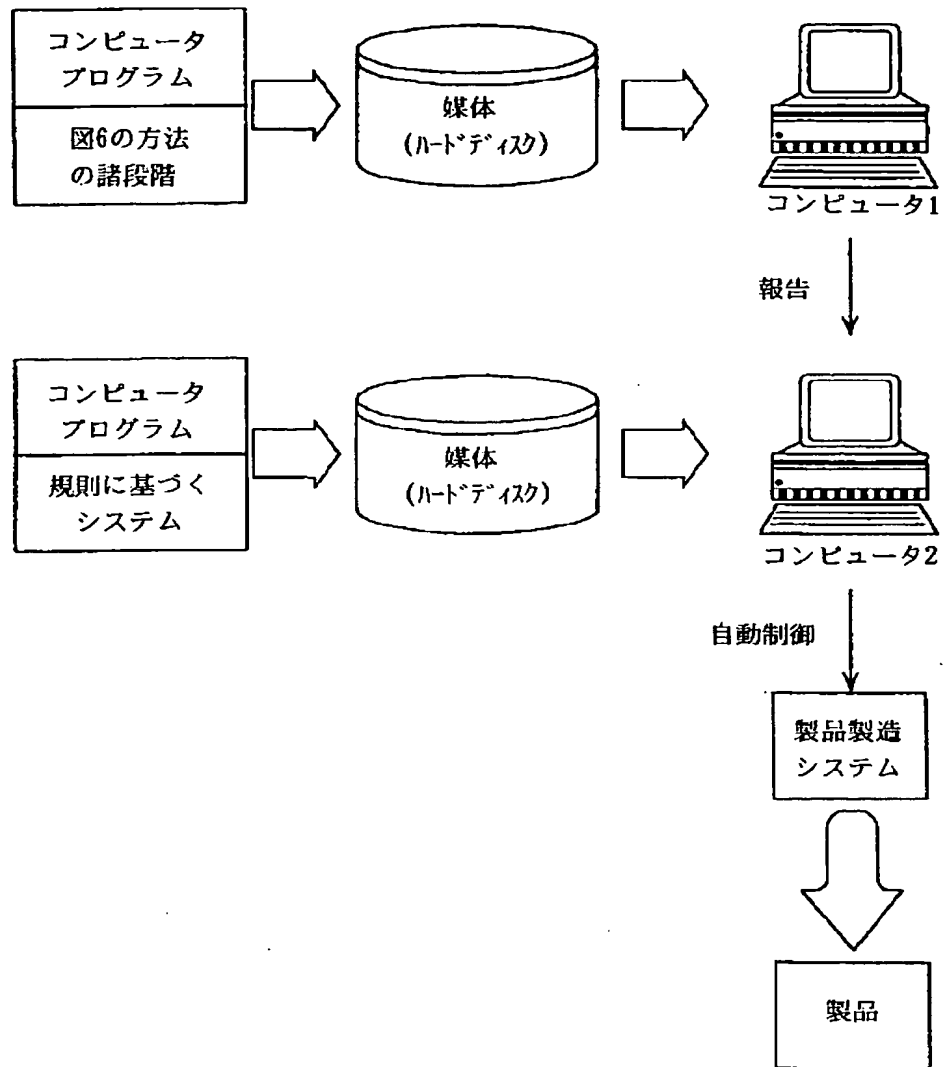 コンピュータ
プログラム
図6の方法
の諸段階
媒体
(ﾊｰﾄﾞﾃﾞｨｽｸ)
コンピュータ1
報告
コンピュータ
プログラム
規則に基づく
システム
媒体
(ﾊｰﾄﾞﾃﾞｨｽｸ)
コンピュータ2
自動制御
製品製造
システム
製品